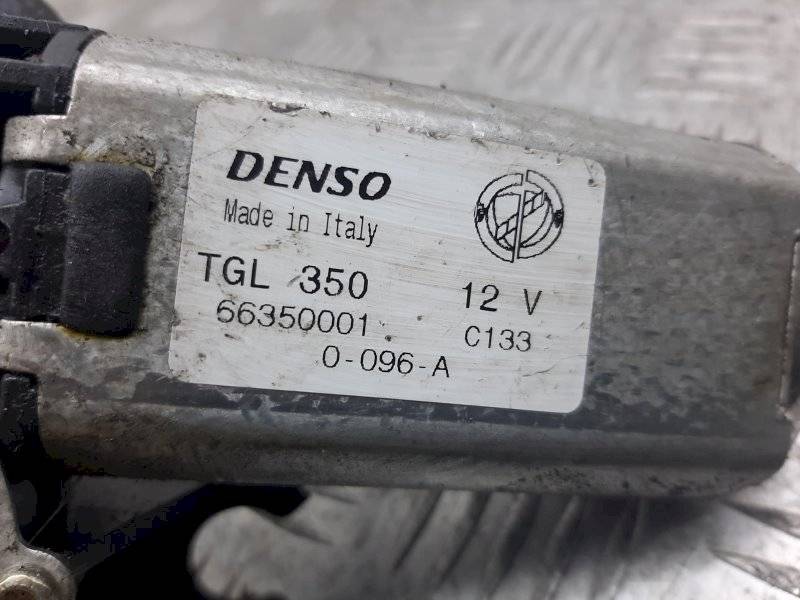 DENSO
Made in Italy
TGL 350 12 V
66350001 C133
0-096-A